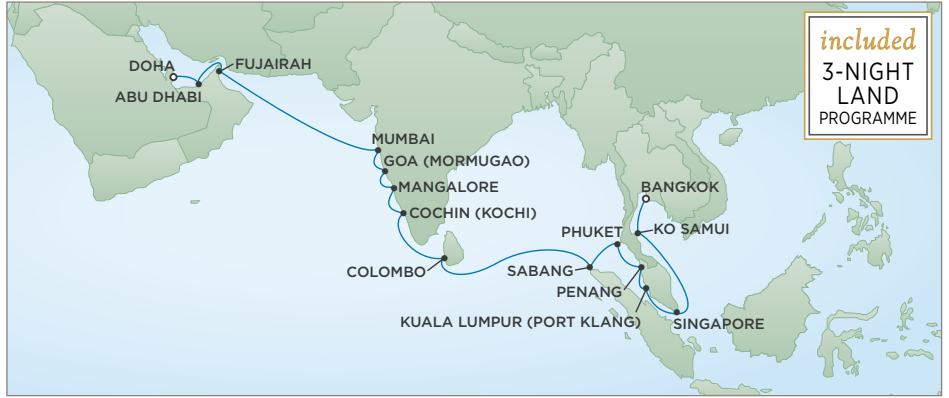 included
3-NIGHT
LAND
PROGRAMME
DOHA
FUJAIRAH
ABU DHABI
MUMBAI
GOA (MORMUGAO)
MANGALORE
COCHIN (KOCHI)
COLOMBO
BANGKOK
KO SAMUI
PHUKET
SABANG
PENANG
KUALA LUMPUR (PORT KLANG)
SINGAPORE